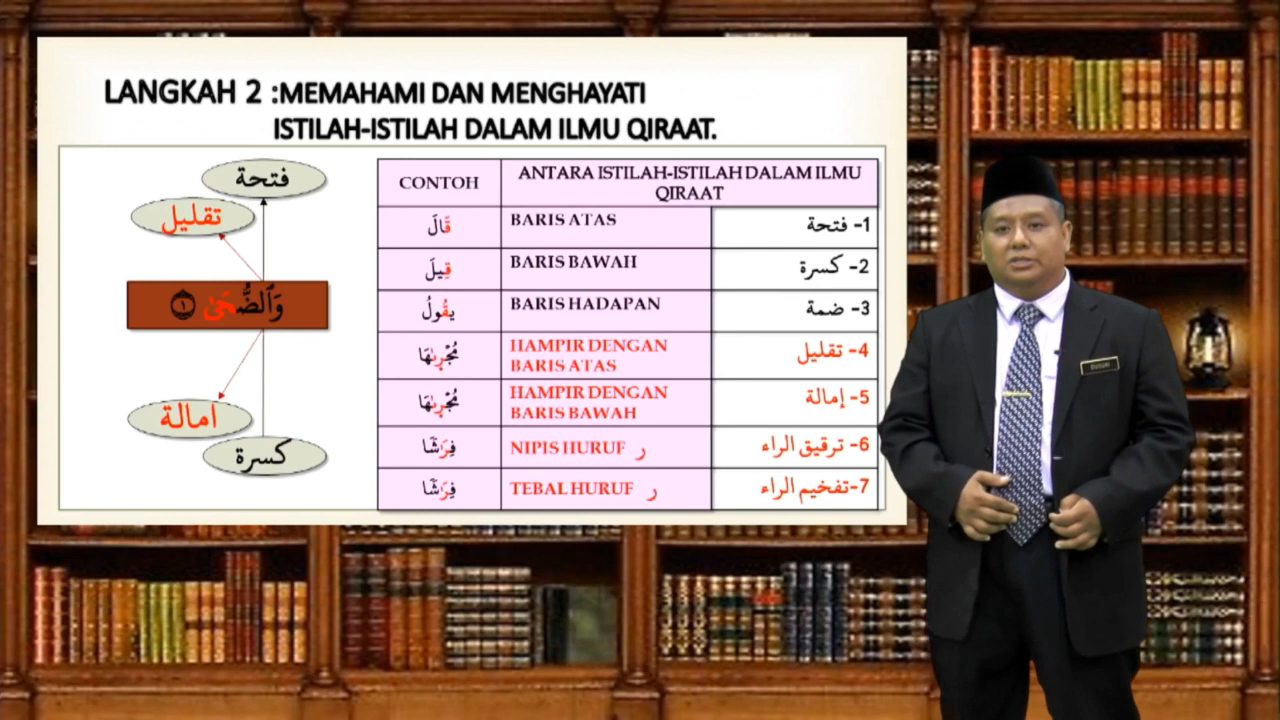 LANGKAH 2 :MEMAHAMI DAN MENGHAYATI
ISTILAH-ISTILAH DALAM ILMU QIRAAT.
فتحة
تقليل
وَٱلضُّحَىٰ ١
امالة
كسرة
CONTOH
ANTARA ISTILAH-ISTILAH DALAM ILMU
QIRAAT
قَالَ
BARIS ATAS
1- فتحة
قِيلَ
BARIS BAWAH
2- كسرة
يقُولُ
BARIS HADAPAN
3- ضمة
مُجْرٜىٰهَا
HAMPIR DENGAN
BARIS ATAS
4- تقليل
مُجْرٜىٰهَا
HAMPIR DENGAN
BARIS BAWAH
5- إمالة
فِرَٰشًا
NIPIS HURUF ر
6- ترقيق الراء
فِرَٰشًا
TEBAL HURUF ر
7-تفخيم الراء